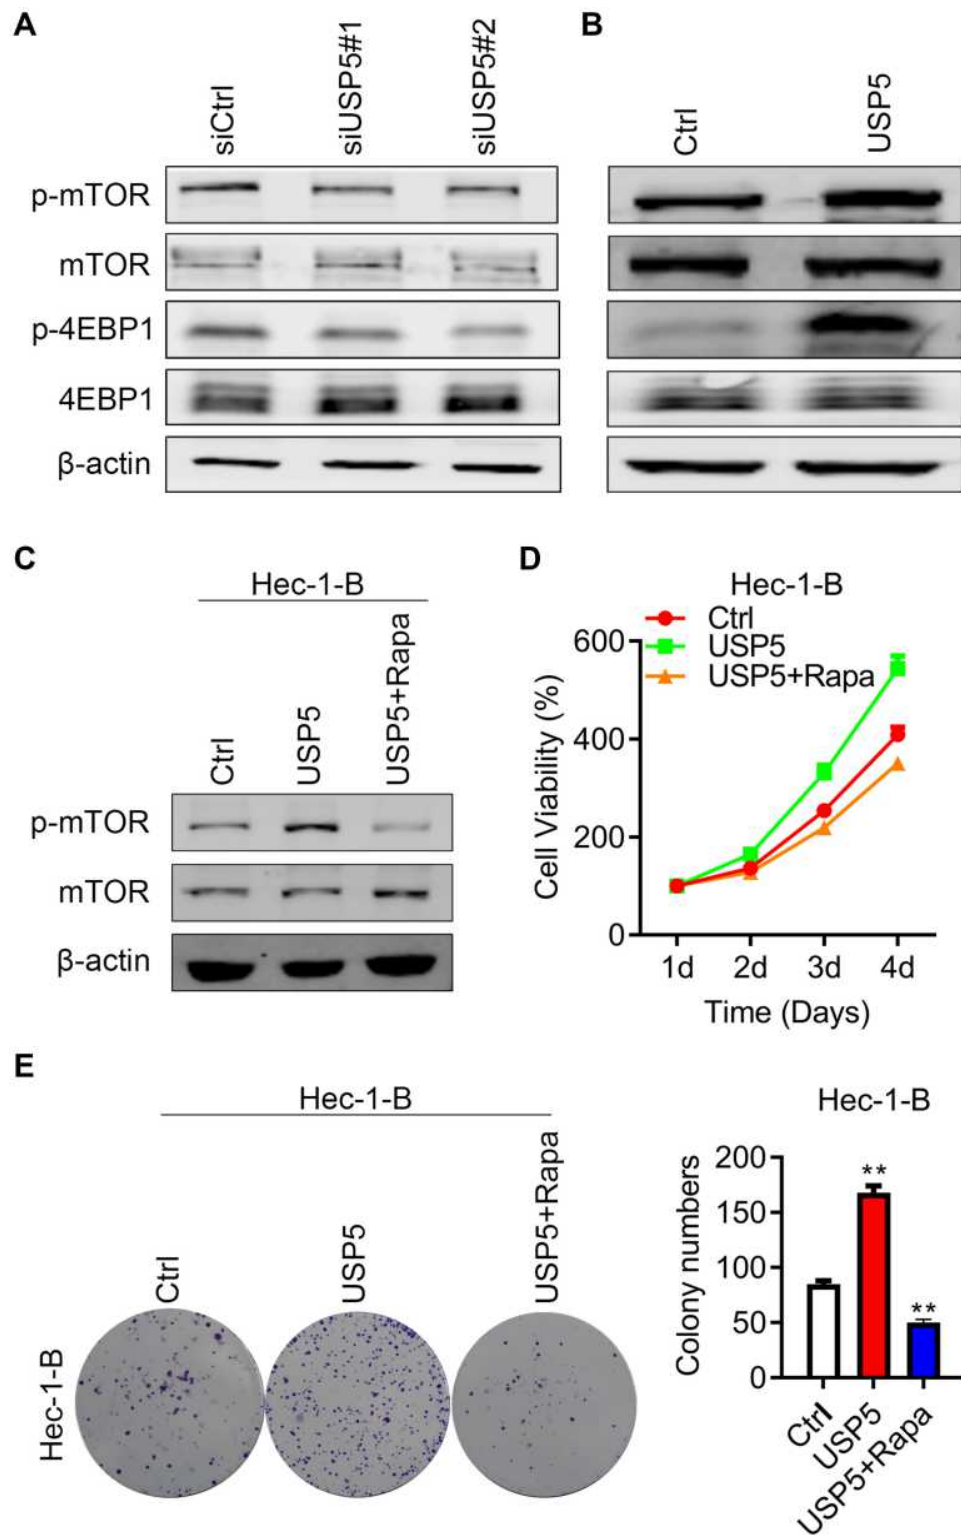 A
B
siCtrl
siUSP5#1
siUSP5#2
Ctrl
USP5
p-mTOR
mTOR
p-4EBP1
4EBP1
β-actin
C
D
Hec-1-B
Ctrl
USP5
USP5+Rapa
p-mTOR
mTOR
β-actin
Hec-1-B
Ctrl
USP5
USP5+Rapa
Cell Viability (%)
600
400
200
0
1d 2d 3d 4d
Time (Days)
E
Hec-1-B
Ctrl
USP5
USP5+Rapa
Hec-1-B
Hec-1-B
Colony numbers
200
150
100
50
0
**
**
Ctrl
USP5
USP5+Rapa